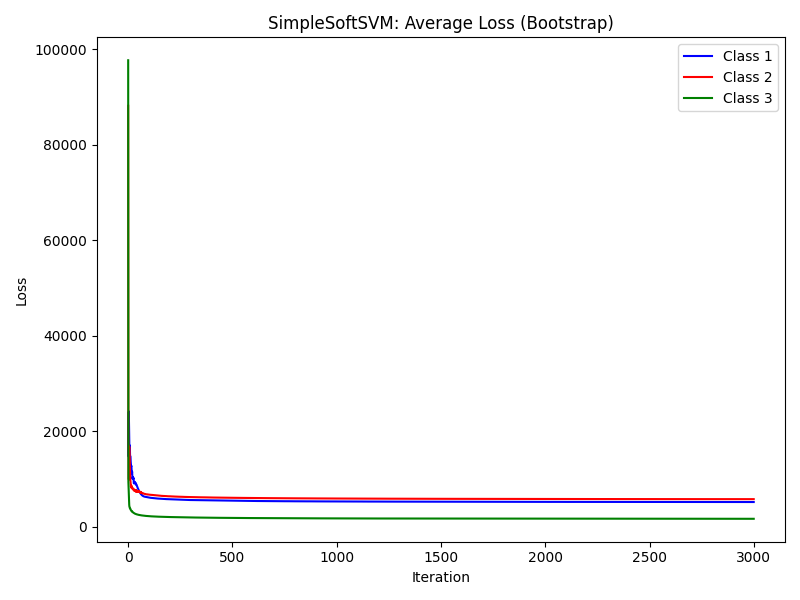 SimpleSoftSVM: Average Loss (Bootstrap)
Class 1
Class 2
Class 3
100000
80000
60000
40000
20000
0
Loss
0 500 1000 1500 2000 2500 3000
Iteration